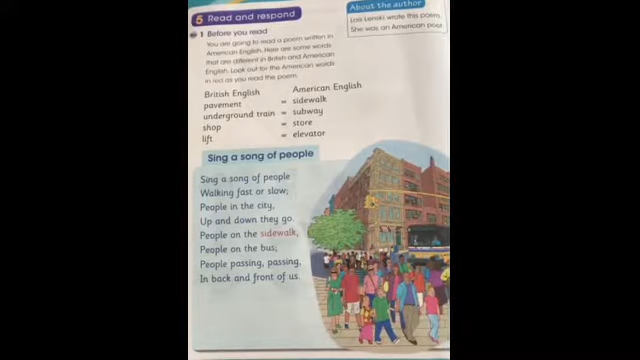 5 Read and respond
1 Before you read
You are going to read a poem written in
American English. Here are some words
that are different in British and American
English. Look out for the American words
in red as you read the poem.
British English American English
pavement = sidewalk
underground train = subway
shop = store
lift = elevator
About the author
Lois Lenski wrote this poem.
She was an American poet
Sing a song of people
Sing a song of people
Walking fast or slow;
People in the city,
Up and down they go.
People on the sidewalk,
People on the bus;
People passing, passing,
In back and front of us.